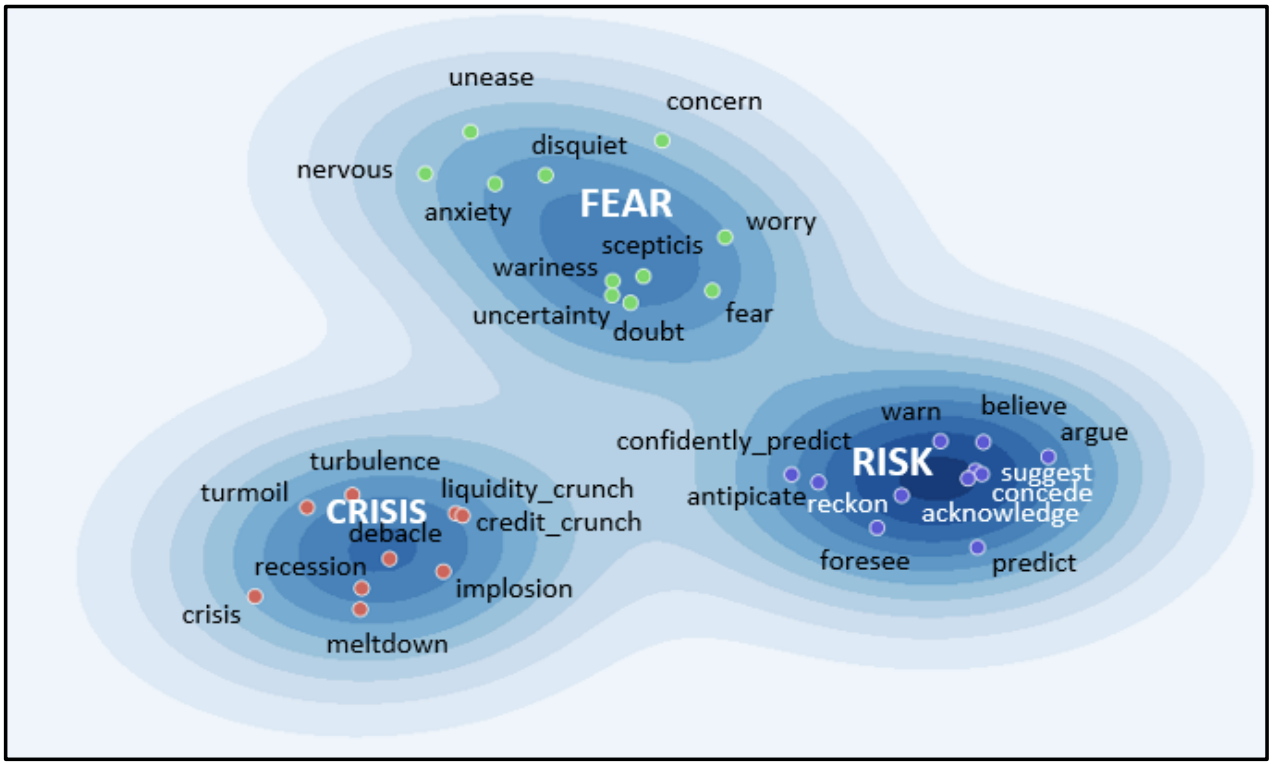 unease
concern
disquiet
nervous
FEAR
anxiety
worry
scepticis
wariness
uncertainty
fear
doubt
warn
believe
argue
confidently_predict
RISK
suggest
antipicate
reckon
concede
acknowledge
foresee
predict
turbulence
turmoil
liquidity_crunch
CRISIS
credit_crunch
debacle
recession
implosion
crisis
meltdown